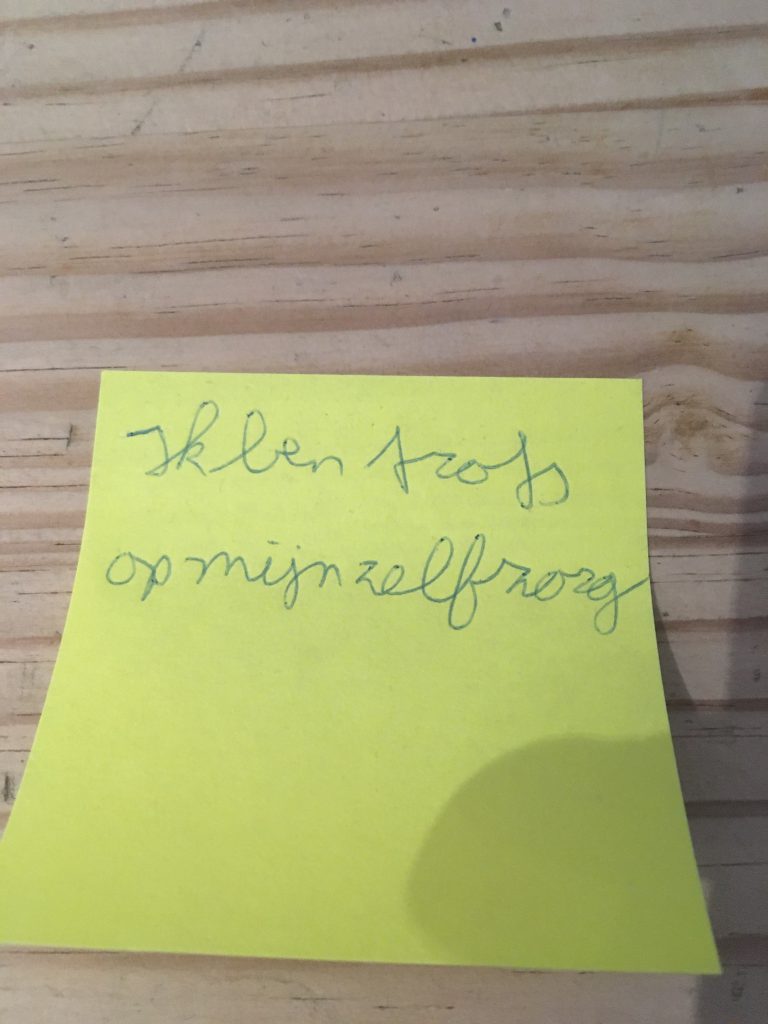 Ik ben trots
op mijn zelfzorg